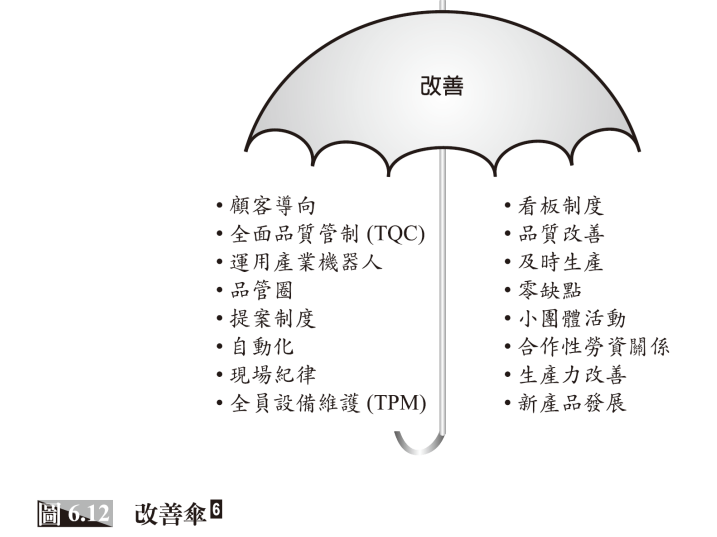 改善
• 顧客導向
• 全面品質管制 (TQC)
• 運用產業機器人
• 品管圈
• 提案制度
• 自動化
• 現場紀律
• 全員設備維護 (TPM)
• 看板制度
• 品質改善
• 及時生產
• 零缺點
• 小團體活動
• 合作性勞資關係
• 生產力改善
• 新產品發展
圖 6.12 改善傘6